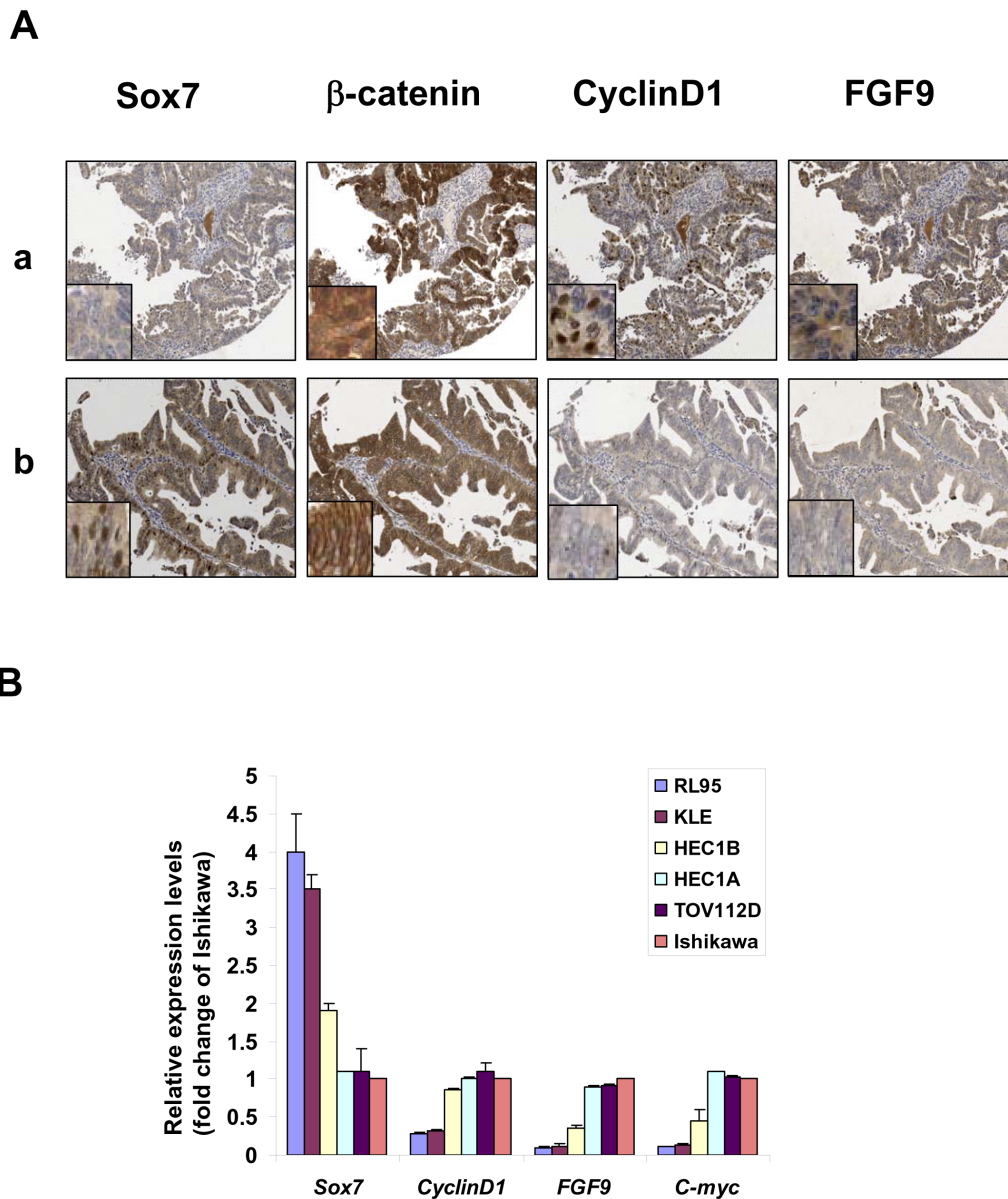 A
Sox7 β-catenin CyclinD1 FGF9
a
b
B
Relative expression levels
(fold change of Ishikawa)
5
4.5
4
3.5
3
2.5
2
1.5
1
0.5
0
RL95
KLE
HEC1B
HEC1A
TOV112D
Ishikawa
Sox7 CyclinD1 FGF9 C-myc